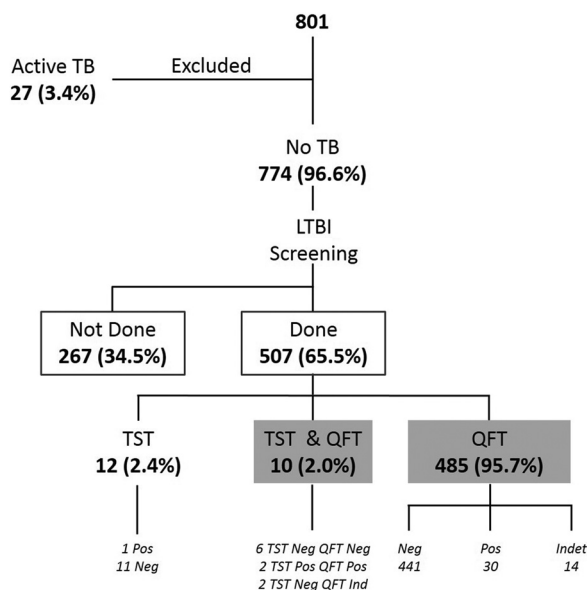 801
Active TB
27 (3.4%)
Excluded
No TB
774 (96.6%)
LTBI
Screening
Not Done
267 (34.5%)
Done
507 (65.5%)
TST
12 (2.4%)
TST & QFT
10 (2.0%)
QFT
485 (95.7%)
1 Pos
11 Neg
6 TST Neg QFT Neg
2 TST Pos QFT Pos
2 TST Neg QFT Ind
Neg
441
Pos
30
Indet
14